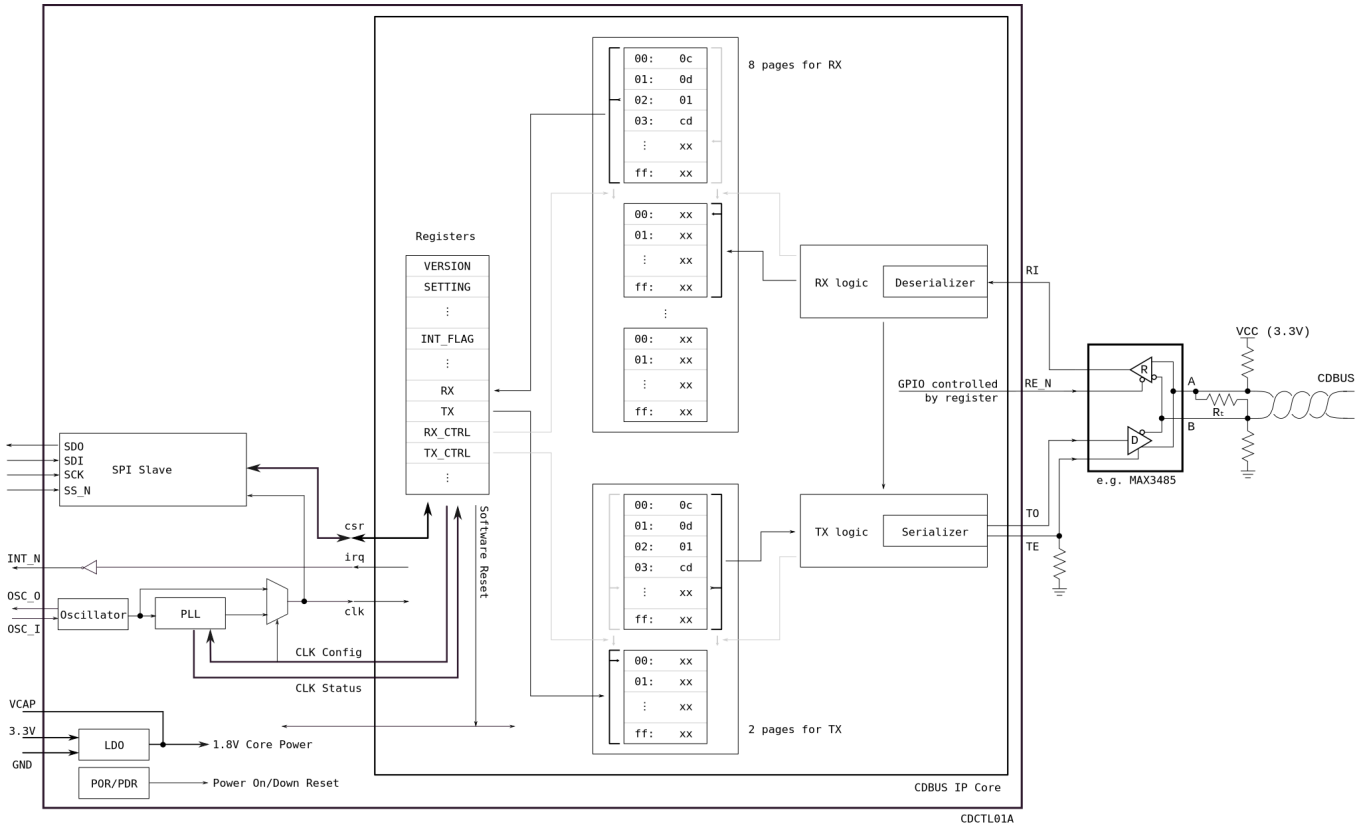 00: 0c
01: 0d
02: 01
03: cd
⋮ xx
ff: xx
8 pages for RX
00: xx
01: xx
⋮ xx
ff: xx
⋮
00: xx
01: xx
⋮ xx
ff: xx
Registers
VERSION
SETTING
⋮
INT_FLAG
⋮
RX
TX
RX_CTRL
TX_CTRL
⋮
RX logic
Deserializer
RI
GPIO controlled
by register
RE_N
VCC (3.3V)
CDBUS
R
A
Rt
B
D
e.g. MAX3485
SDO
SDI
SCK
SS_N
SPI Slave
csr
irq
clk
Software Reset
INT_N
OSC_O
OSC_I
Oscillator
PLL
CLK Config
CLK Status
00: 0c
01: 0d
02: 01
03: cd
⋮ xx
ff: xx
00: xx
01: xx
⋮ xx
ff: xx
2 pages for TX
TX logic
Serializer
TO
TE
VCAP
3.3V
GND
LDO
1.8V Core Power
POR/PDR
Power On/Down Reset
CDBUS IP Core
CDCTL01A